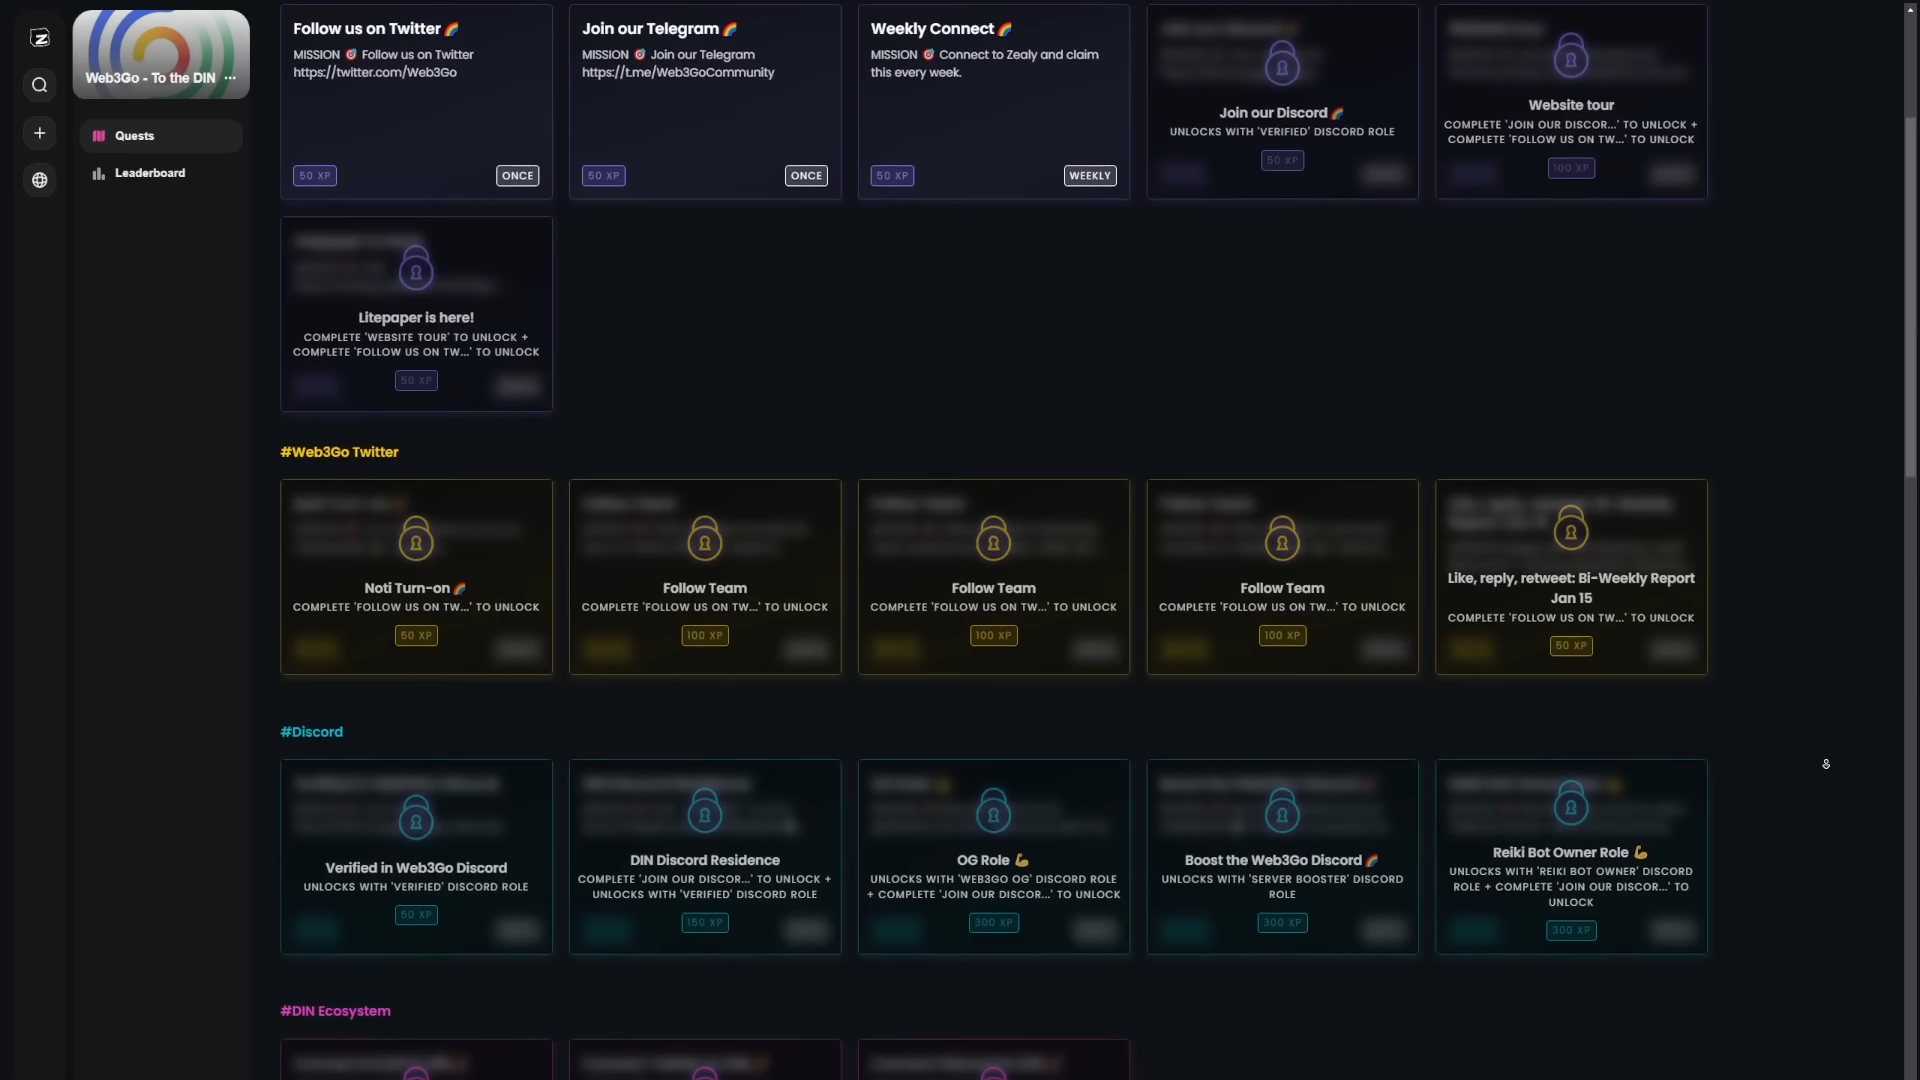 Web3Go - To the DIN ...
Quests
Leaderboard
Follow us on Twitter
MISSION Follow us on Twitter
https://twitter.com/Web3Go
50 XP
ONCE
Join our Telegram
MISSION Join our Telegram
https://t.me/Web3GoCommunity
50 XP
ONCE
Weekly Connect
MISSION Connect to Zealy and claim
this every week.
50 XP
WEEKLY
Join our Discord
UNLOCKS WITH 'VERIFIED' DISCORD ROLE
50 XP
Website tour
COMPLETE 'JOIN OUR DISCOR...' TO UNLOCK +
COMPLETE 'FOLLOW US ON TW...' TO UNLOCK
100 XP
Litepaper is here!
COMPLETE 'WEBSITE TOUR' TO UNLOCK +
COMPLETE 'FOLLOW US ON TW...' TO UNLOCK
50 XP
#Web3Go Twitter
Noti Turn-on
COMPLETE 'FOLLOW US ON TW...' TO UNLOCK
50 XP
Follow Team
COMPLETE 'FOLLOW US ON TW...' TO UNLOCK
100 XP
Follow Team
COMPLETE 'FOLLOW US ON TW...' TO UNLOCK
100 XP
Follow Team
COMPLETE 'FOLLOW US ON TW...' TO UNLOCK
100 XP
Like, reply, retweet: Bi-Weekly Report
Jan 15
COMPLETE 'FOLLOW US ON TW...' TO UNLOCK
50 XP
#Discord
Verified in Web3Go Discord
UNLOCKS WITH 'VERIFIED' DISCORD ROLE
50 XP
DIN Discord Residence
COMPLETE 'JOIN OUR DISCOR...' TO UNLOCK +
UNLOCKS WITH 'VERIFIED' DISCORD ROLE
150 XP
OG Role
UNLOCKS WITH 'WEB3GO OG' DISCORD ROLE
+ COMPLETE 'JOIN OUR DISCOR...' TO UNLOCK
300 XP
Boost the Web3Go Discord
UNLOCKS WITH 'SERVER BOOSTER' DISCORD
ROLE
300 XP
Reiki Bot Owner Role
UNLOCKS WITH 'REIKI BOT OWNER' DISCORD
ROLE + COMPLETE 'JOIN OUR DISCOR...' TO
UNLOCK
300 XP
#DIN Ecosystem